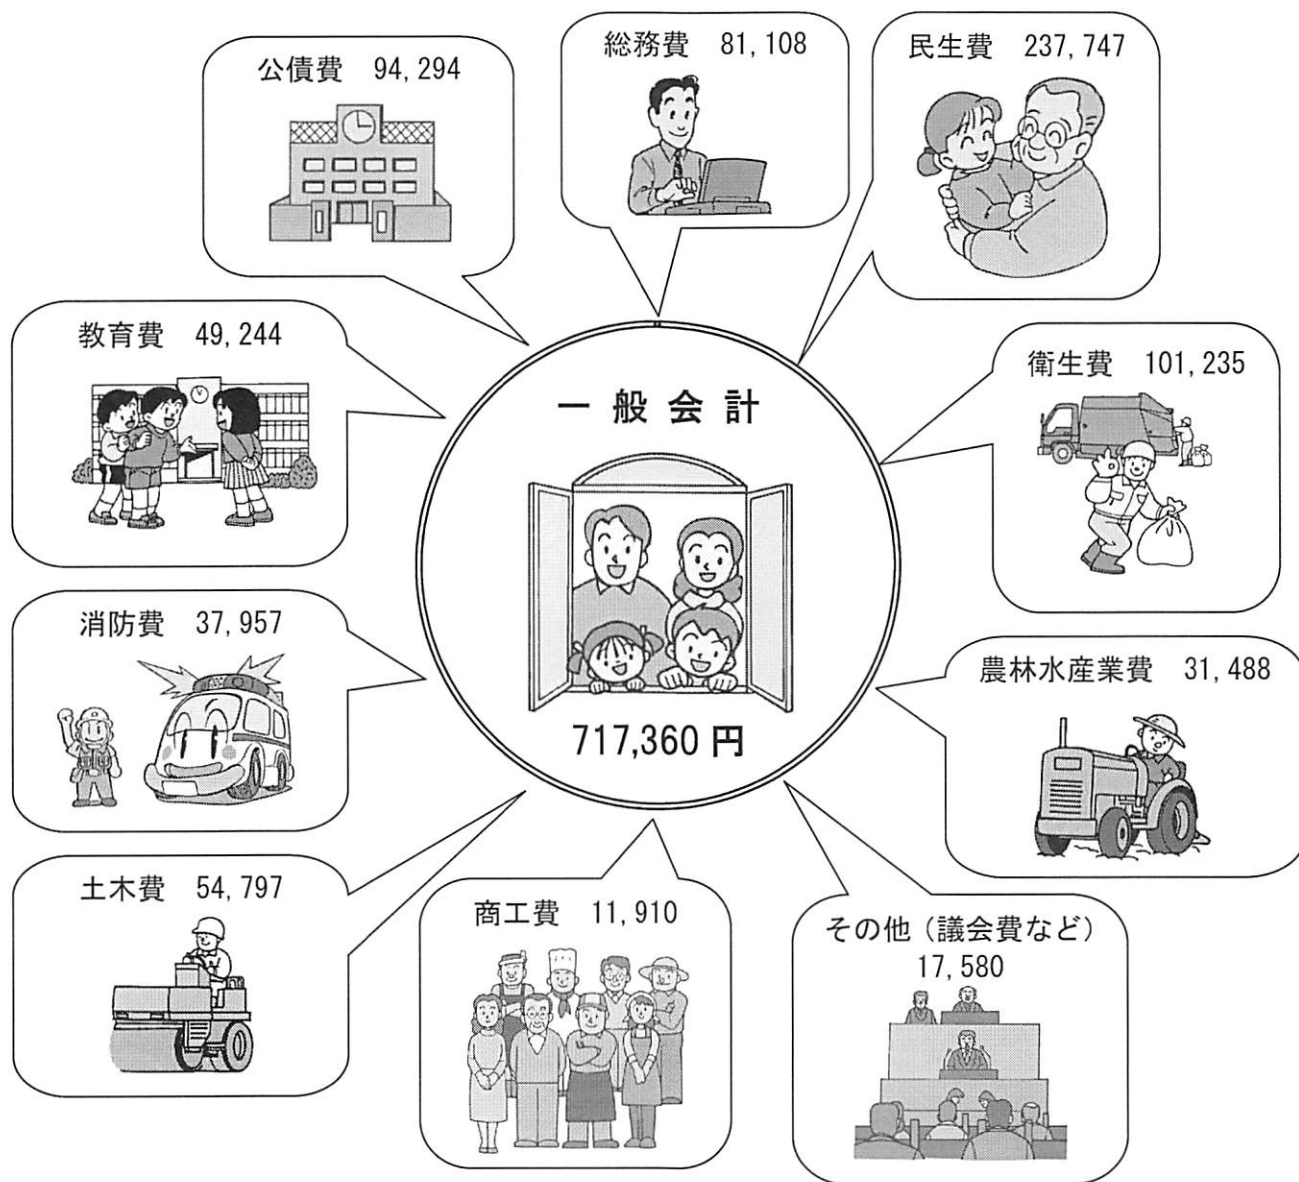 総務費 81,108
民生費 237,747
公債費 94,294
教育費 49,244
衛生費 101,235
一般会計
717,360 円
消防費 37,957
農林水産業費 31,488
土木費 54,797
商工費 11,910
その他（議会費など）
17,580